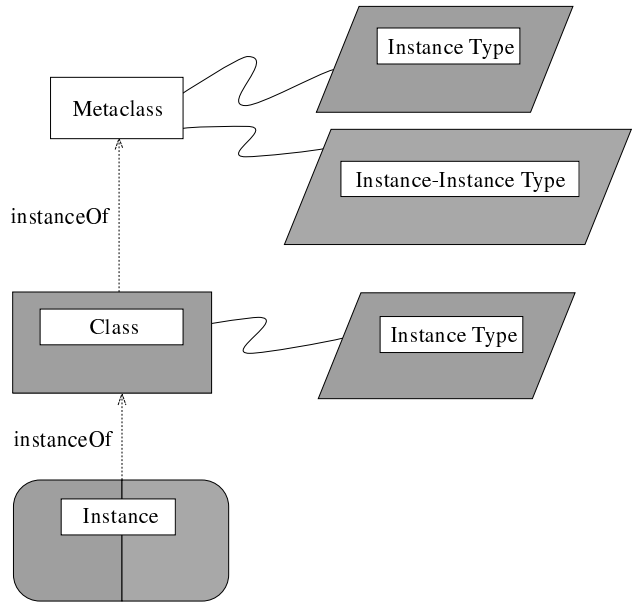 Instance Type
Metaclass
Instance-Instance Type
instanceOf
Class
Instance Type
instanceOf
Instance